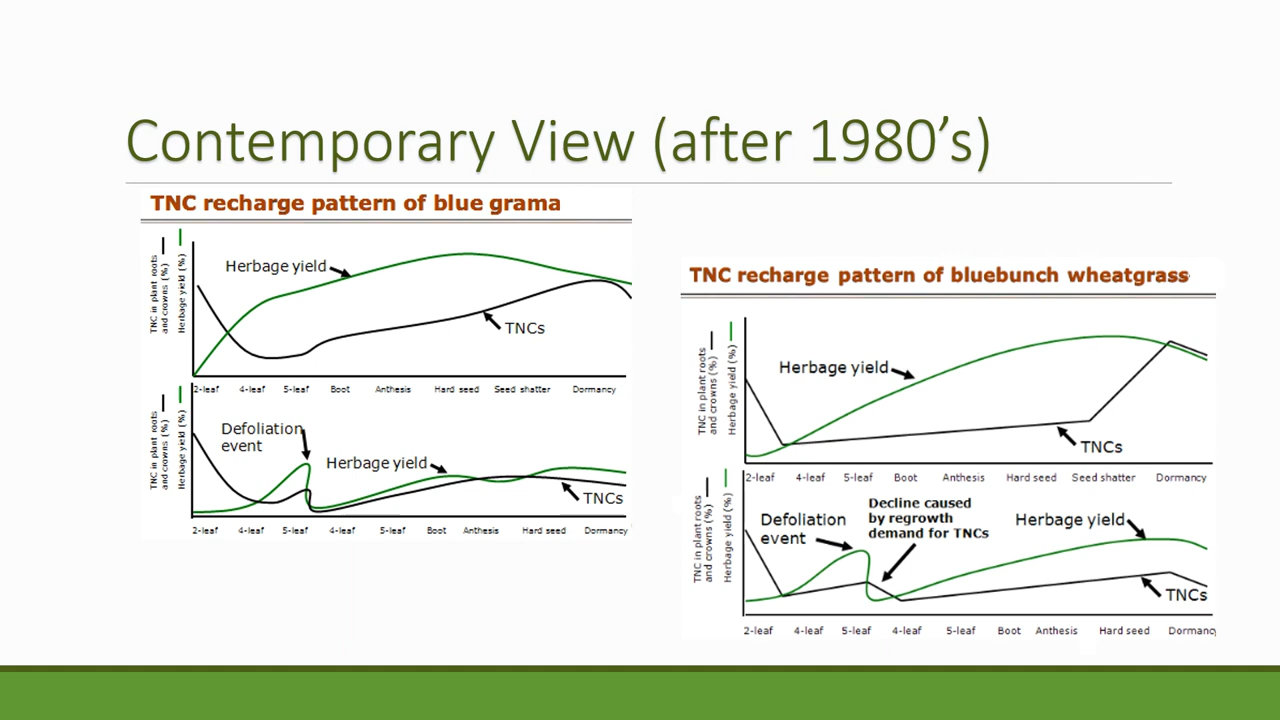 Contemporary View (after 1980’s)
TNC recharge pattern of blue grama
TNC in plant roots
and crowns (%)
Herbage yield (%)
Herbage yield
TNCs
2-leaf 4-leaf 5-leaf Boot Anthesis Hard seed Seed shatter Dormancy
TNC in plant roots
and crowns (%)
Herbage yield (%)
Defoliation
event
Herbage yield
TNCs
2-leaf 4-leaf 5-leaf 4-leaf 5-leaf Boot Anthesis Hard seed Dormancy
TNC recharge pattern of bluebunch wheatgrass
TNC in plant roots
and crowns (%)
Herbage yield (%)
Herbage yield
TNCs
2-leaf 4-leaf 5-leaf Boot Anthesis Hard seed Seed shatter Dormancy
TNC in plant roots
and crowns (%)
Herbage yield (%)
Defoliation
event
Decline caused
by regrowth
demand for TNCs
Herbage yield
TNCs
2-leaf 4-leaf 5-leaf 4-leaf 5-leaf Boot Anthesis Hard seed Dormanc